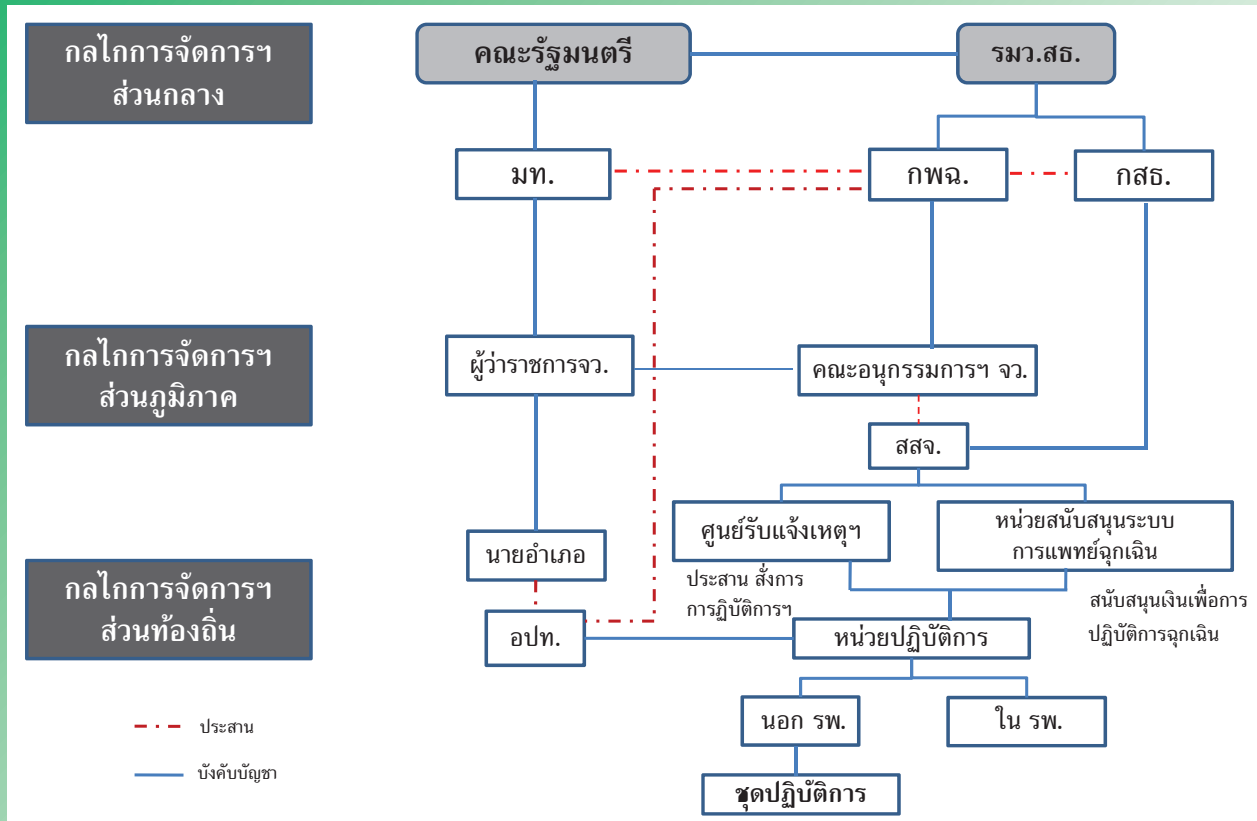 กลไกการจัดการฯ
ส่วนกลาง
คณะรัฐมนตรี
รมว.สธ.
มท.
กพฉ.
กสธ.
กลไกการจัดการฯ
ส่วนภูมิภาค
ผู้ว่าราชการจว.
คณะอนุกรรมการฯ จว.
สสจ.
ศูนย์รับแจ้งเหตุฯ
หน่วยสนับสนุนระบบ
การแพทย์ฉุกเฉิน
นายอำเภอ
กลไกการจัดการฯ
ส่วนท้องถิ่น
ประสาน สั่งการ
การฏิบัติการฯ
สนับสนุนเงินเพื่อการ
ปฏิบัติการฉุกเฉิน
อปท.
หน่วยปฏิบัติการ
นอก รพ.
ใน รพ.
ชุดปฏิบัติการ
ประสาน
บังคับบัญชา